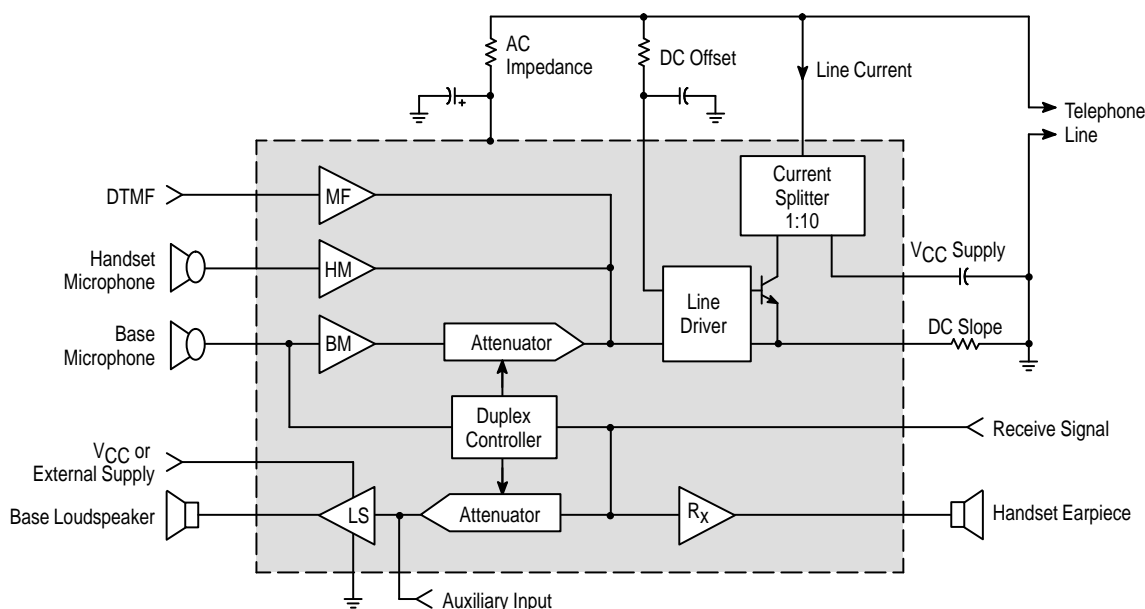 AC
Impedance
DC Offset
Line Current
Telephone
Line
DTMF
MF
Current
Splitter
1:10
Handset
Microphone
HM
VCC Supply
Line
Driver
Base
Microphone
BM
Attenuator
DC Slope
Duplex
Controller
Receive Signal
VCC or
External Supply
Base Loudspeaker
LS
Attenuator
RX
Handset Earpiece
Auxiliary Input